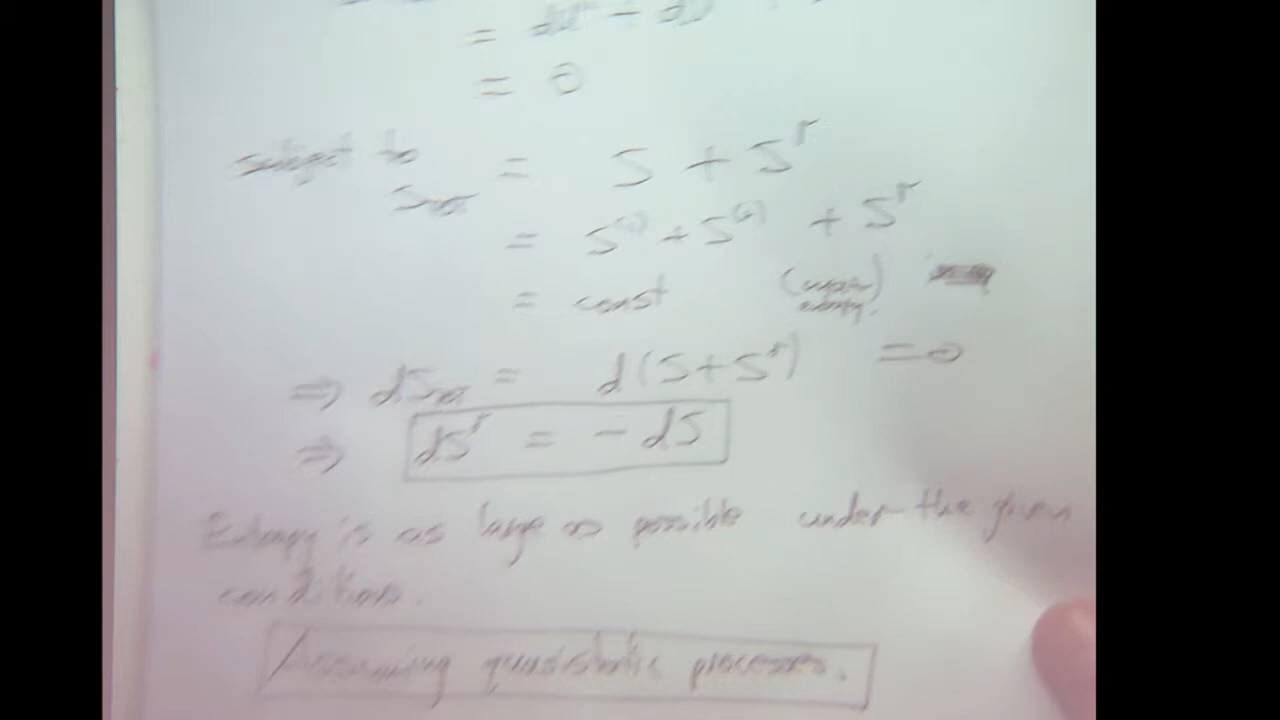 =
= 0
subject to
S_tot = S + S^r
= S^(1) + S^(2) + S^r
= const
⇒ dS_tot = d(S+S^r) = 0
⇒ dS^r = - dS
Entropy is as large as possible under the given
conditions.
Assuming quasistatic processes.